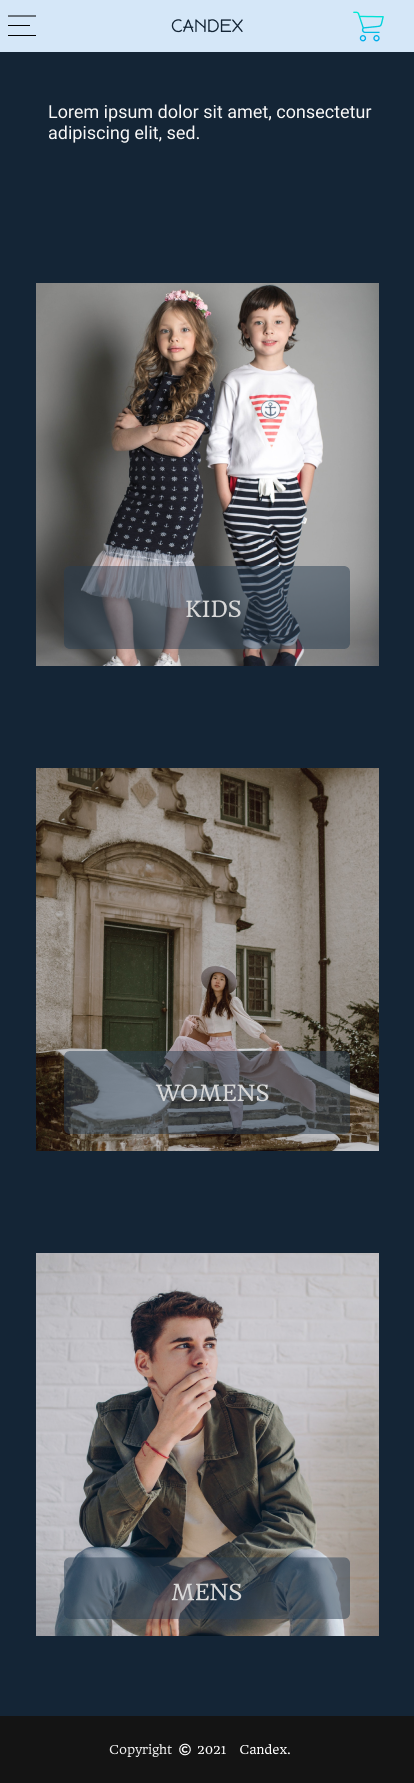 CANDEX
Lorem ipsum dolor sit amet, consectetur
adipiscing elit, sed.
KIDS
WOMENS
MENS
Copyright © 2021 Candex.